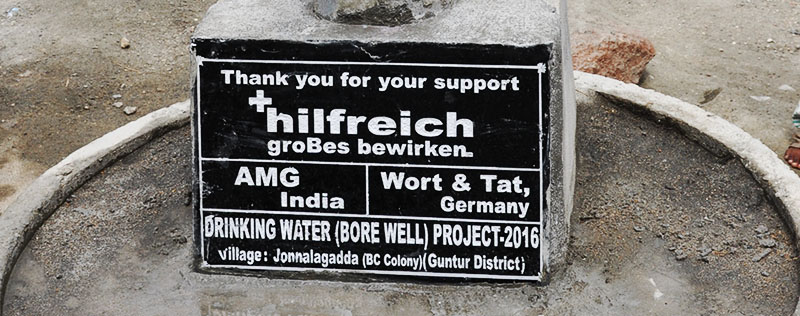 Thank you for your support
+hilfreich
groBes bewirken
AMG India
Wort & Tat, Germany
DRINKING WATER (BORE WELL) PROJECT-2016
Village: Jonnalagadda (BC Colony)(Guntur District)